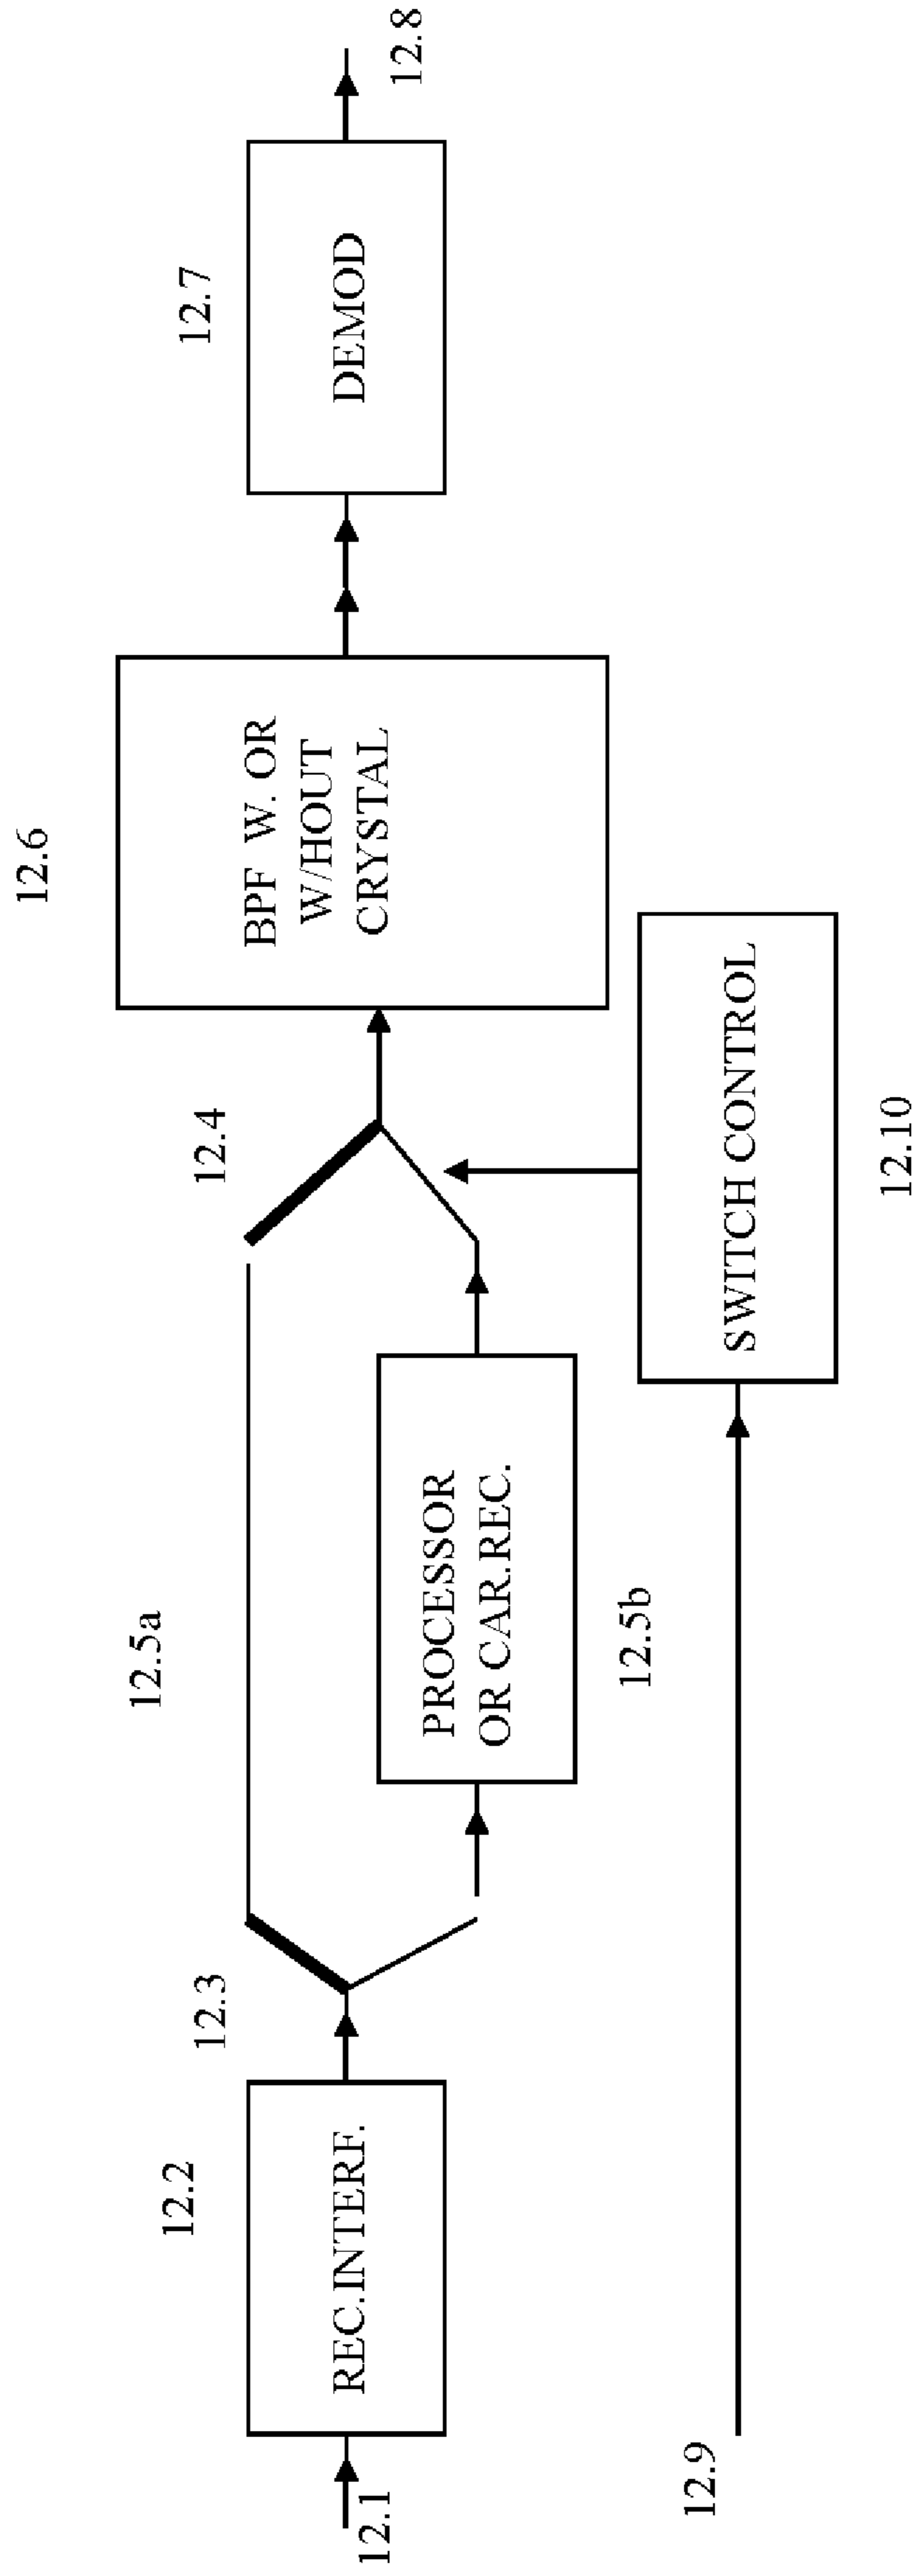 12.1
12.2
REC.INTERF.
12.3
12.5a
PROCESSOR
OR CAR.REC.
12.5b
12.4
12.6
BPF W. OR
W/HOUT
CRYSTAL
12.7
DEMOD
12.8
12.9
SWITCH CONTROL
12.10